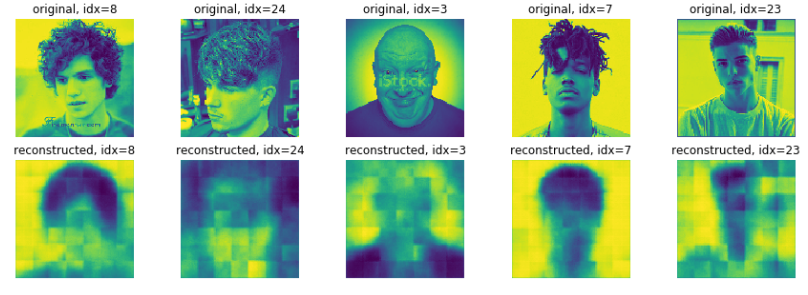 original, idx=8
original, idx=24
original, idx=3
original, idx=7
original, idx=23
iStock
reconstructed, idx=8
reconstructed, idx=24
reconstructed, idx=3
reconstructed, idx=7
reconstructed, idx=23